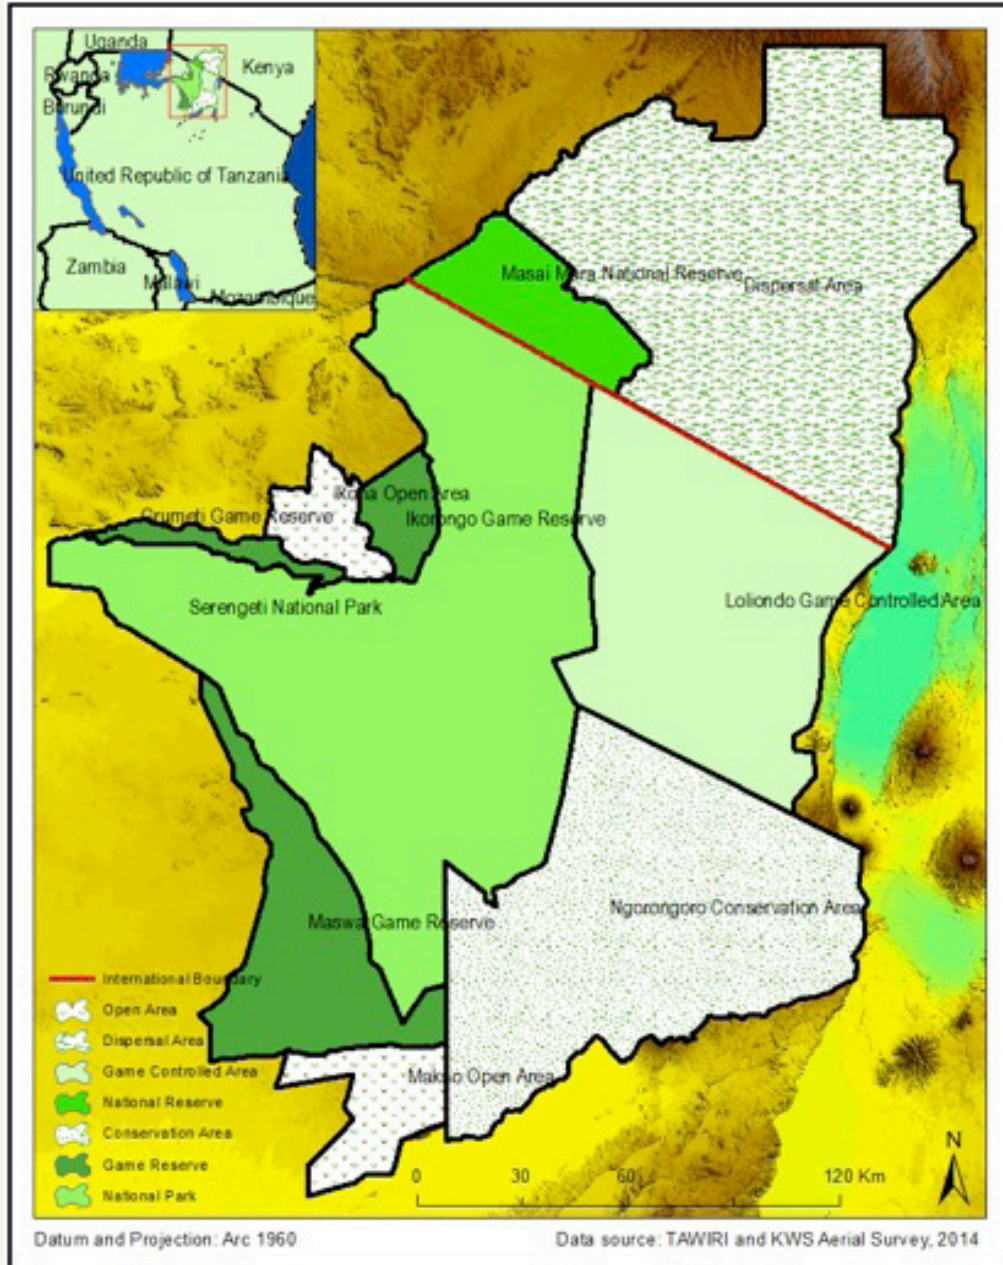 Uganda
Kenya
Rwanda
Burundi
United Republic of Tanzania
Zambia
Malawi
Mozambique
Masai Mara National Reserve
Dispersal Area
Ikona Open Area
Grumeti Game Reserve
Ikorongo Game Reserve
Serengeti National Park
Loliondo Game Controlled Area
Ngorongoro Conservation Area
Maswa Game Reserve
Makao Open Area
International Boundary
Open Area
Dispersal Area
Game Controlled Area
National Reserve
Conservation Area
Game Reserve
National Park
N
0 30 60 120 Km
Datum and Projection: Arc 1960
Data source: TAWIRI and KWS Aerial Survey, 2014